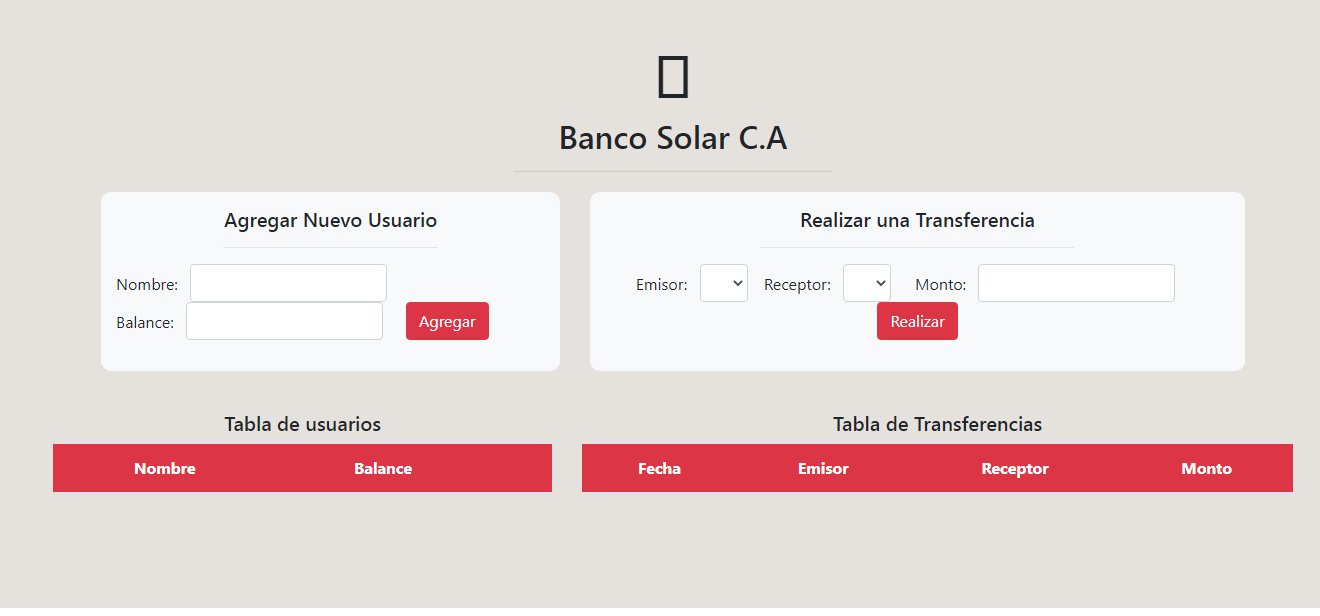 Banco Solar C.A
Agregar Nuevo Usuario
Nombre:
Balance:
Agregar
Realizar una Transferencia
Emisor: Receptor: Monto:
Realizar
Tabla de usuarios
Nombre Balance
Tabla de Transferencias
Fecha Emisor Receptor Monto